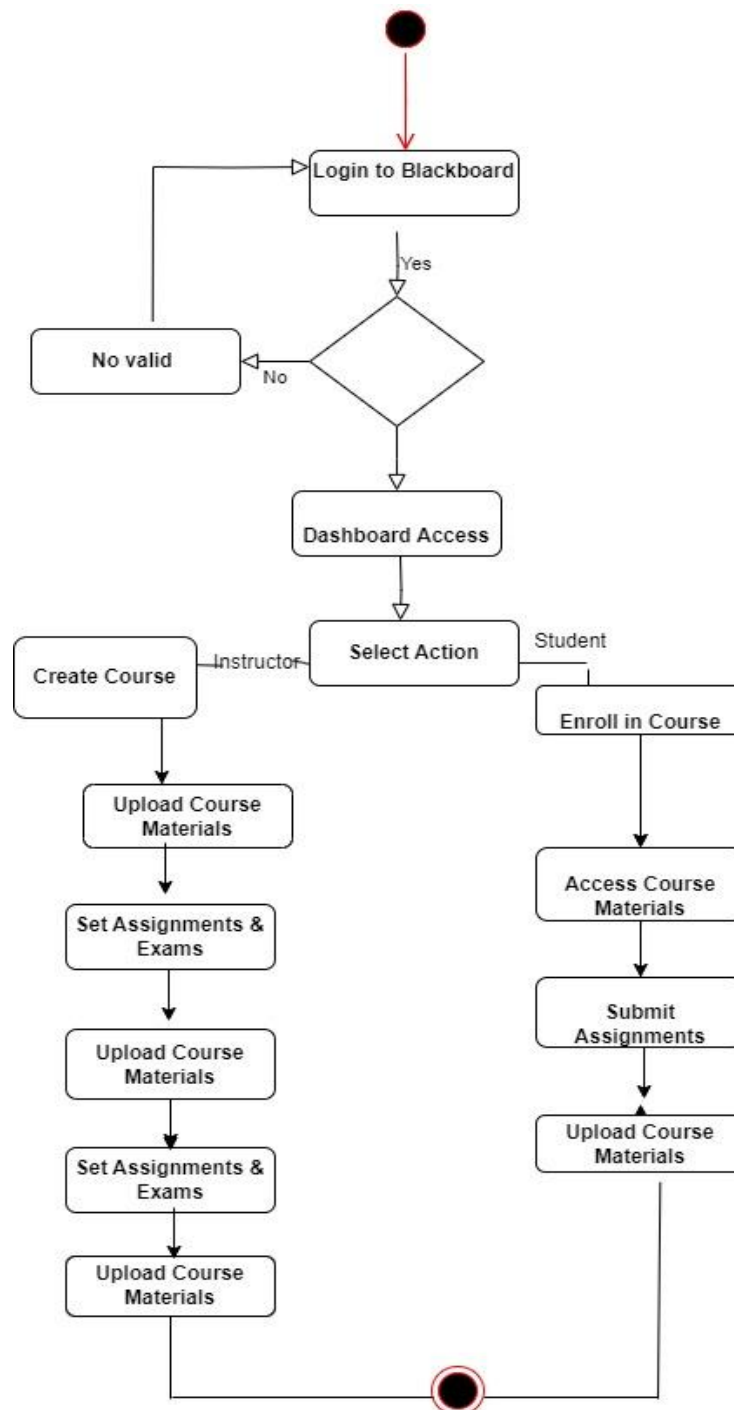 Login to Blackboard
Yes
No valid
No
Dashboard Access
Select Action
Instructor
Student
Create Course
Enroll in Course
Upload Course
Materials
Access Course
Materials
Set Assignments &
Exams
Submit
Assignments
Upload Course
Materials
Upload Course
Materials
Set Assignments &
Exams
Upload Course
Materials